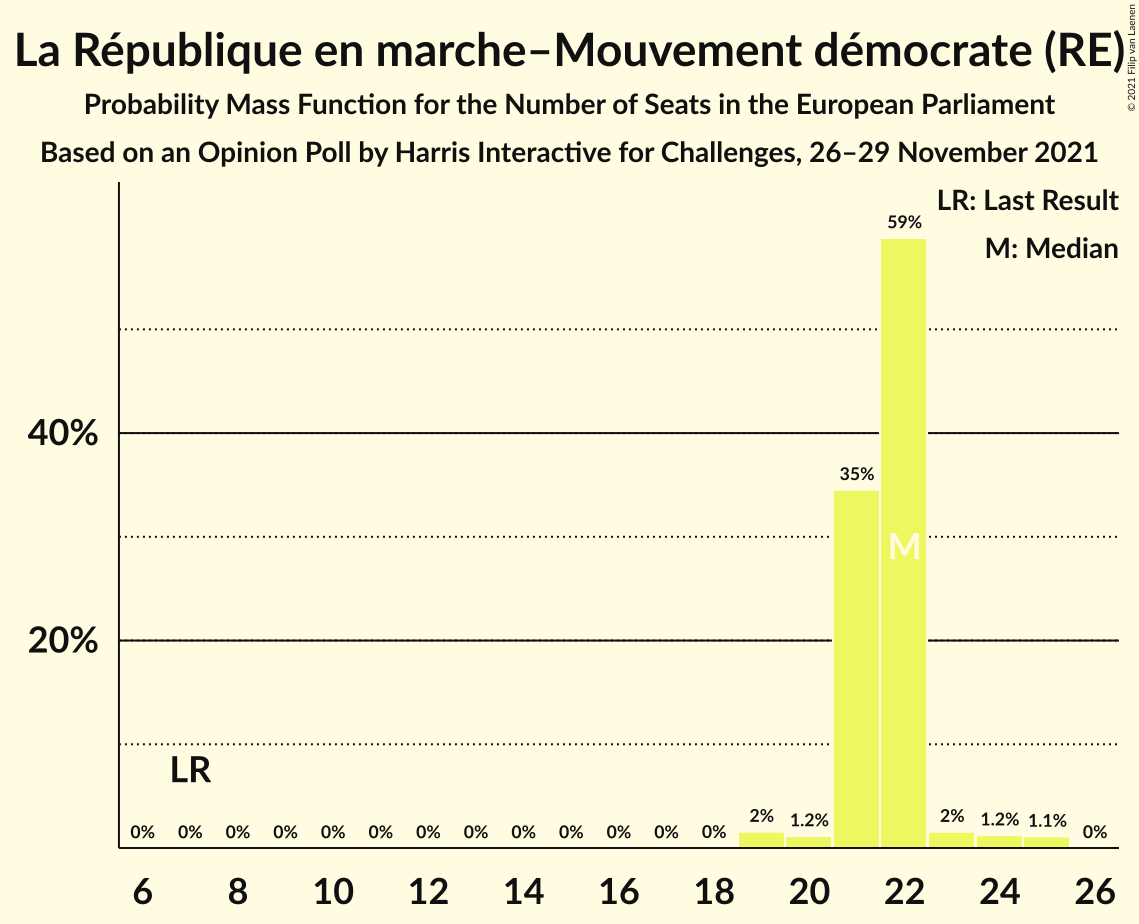 La République en marche–Mouvement démocrate (RE)
Probability Mass Function for the Number of Seats in the European Parliament
Based on an Opinion Poll by Harris Interactive for Challenges, 26–29 November 2021
© 2021 Filip van Laenen
LR: Last Result
M: Median
59%
40%
35%
M
20%
LR
0% 0% 0% 0% 0% 0% 0% 0% 0% 0% 0% 0% 0% 2% 1.2% 2% 1.2% 1.1% 0%
6 8 10 12 14 16 18 20 22 24 26